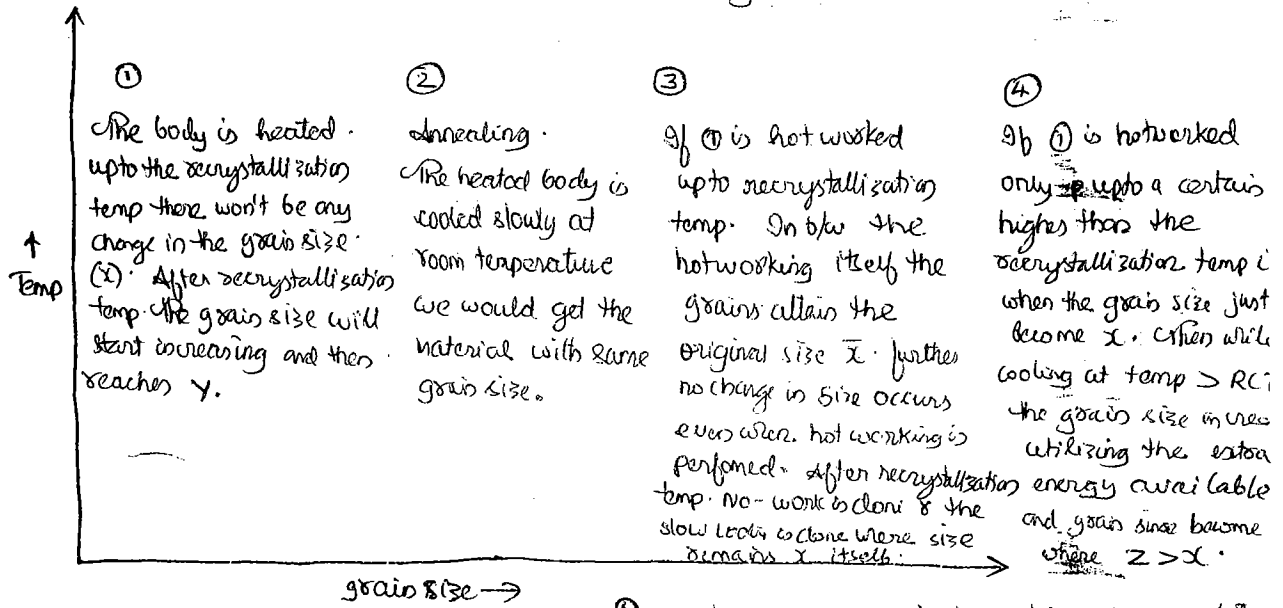 ①
The body is heated.
upto the recrystallization
temp there won't be any
change in the grain size.
(x). After recrystallization
temp. the grain size will
start increasing and then
reaches y.
②
Annealing.
The heated body is
cooled slowly at
room temperature
we would get the
material with same
grain size.
③
If ① is hot worked
upto recrystallization
temp. In b/w the
hotworking itself the
grains attain the
original size x. further
no change in size occurs
even when hot working is
performed. After recrystallization
temp. No-work is done & the
slow is done where size
remains x itself.
④
If ① is hotworked
only upto a certain
higher than the
recrystallization temp i
when the grain size just
become x. then while
cooling at temp > RCT
the grain size increa
utilizing the extra
energy available
and grain become
where Z > x.
↑
Temp
grain size →